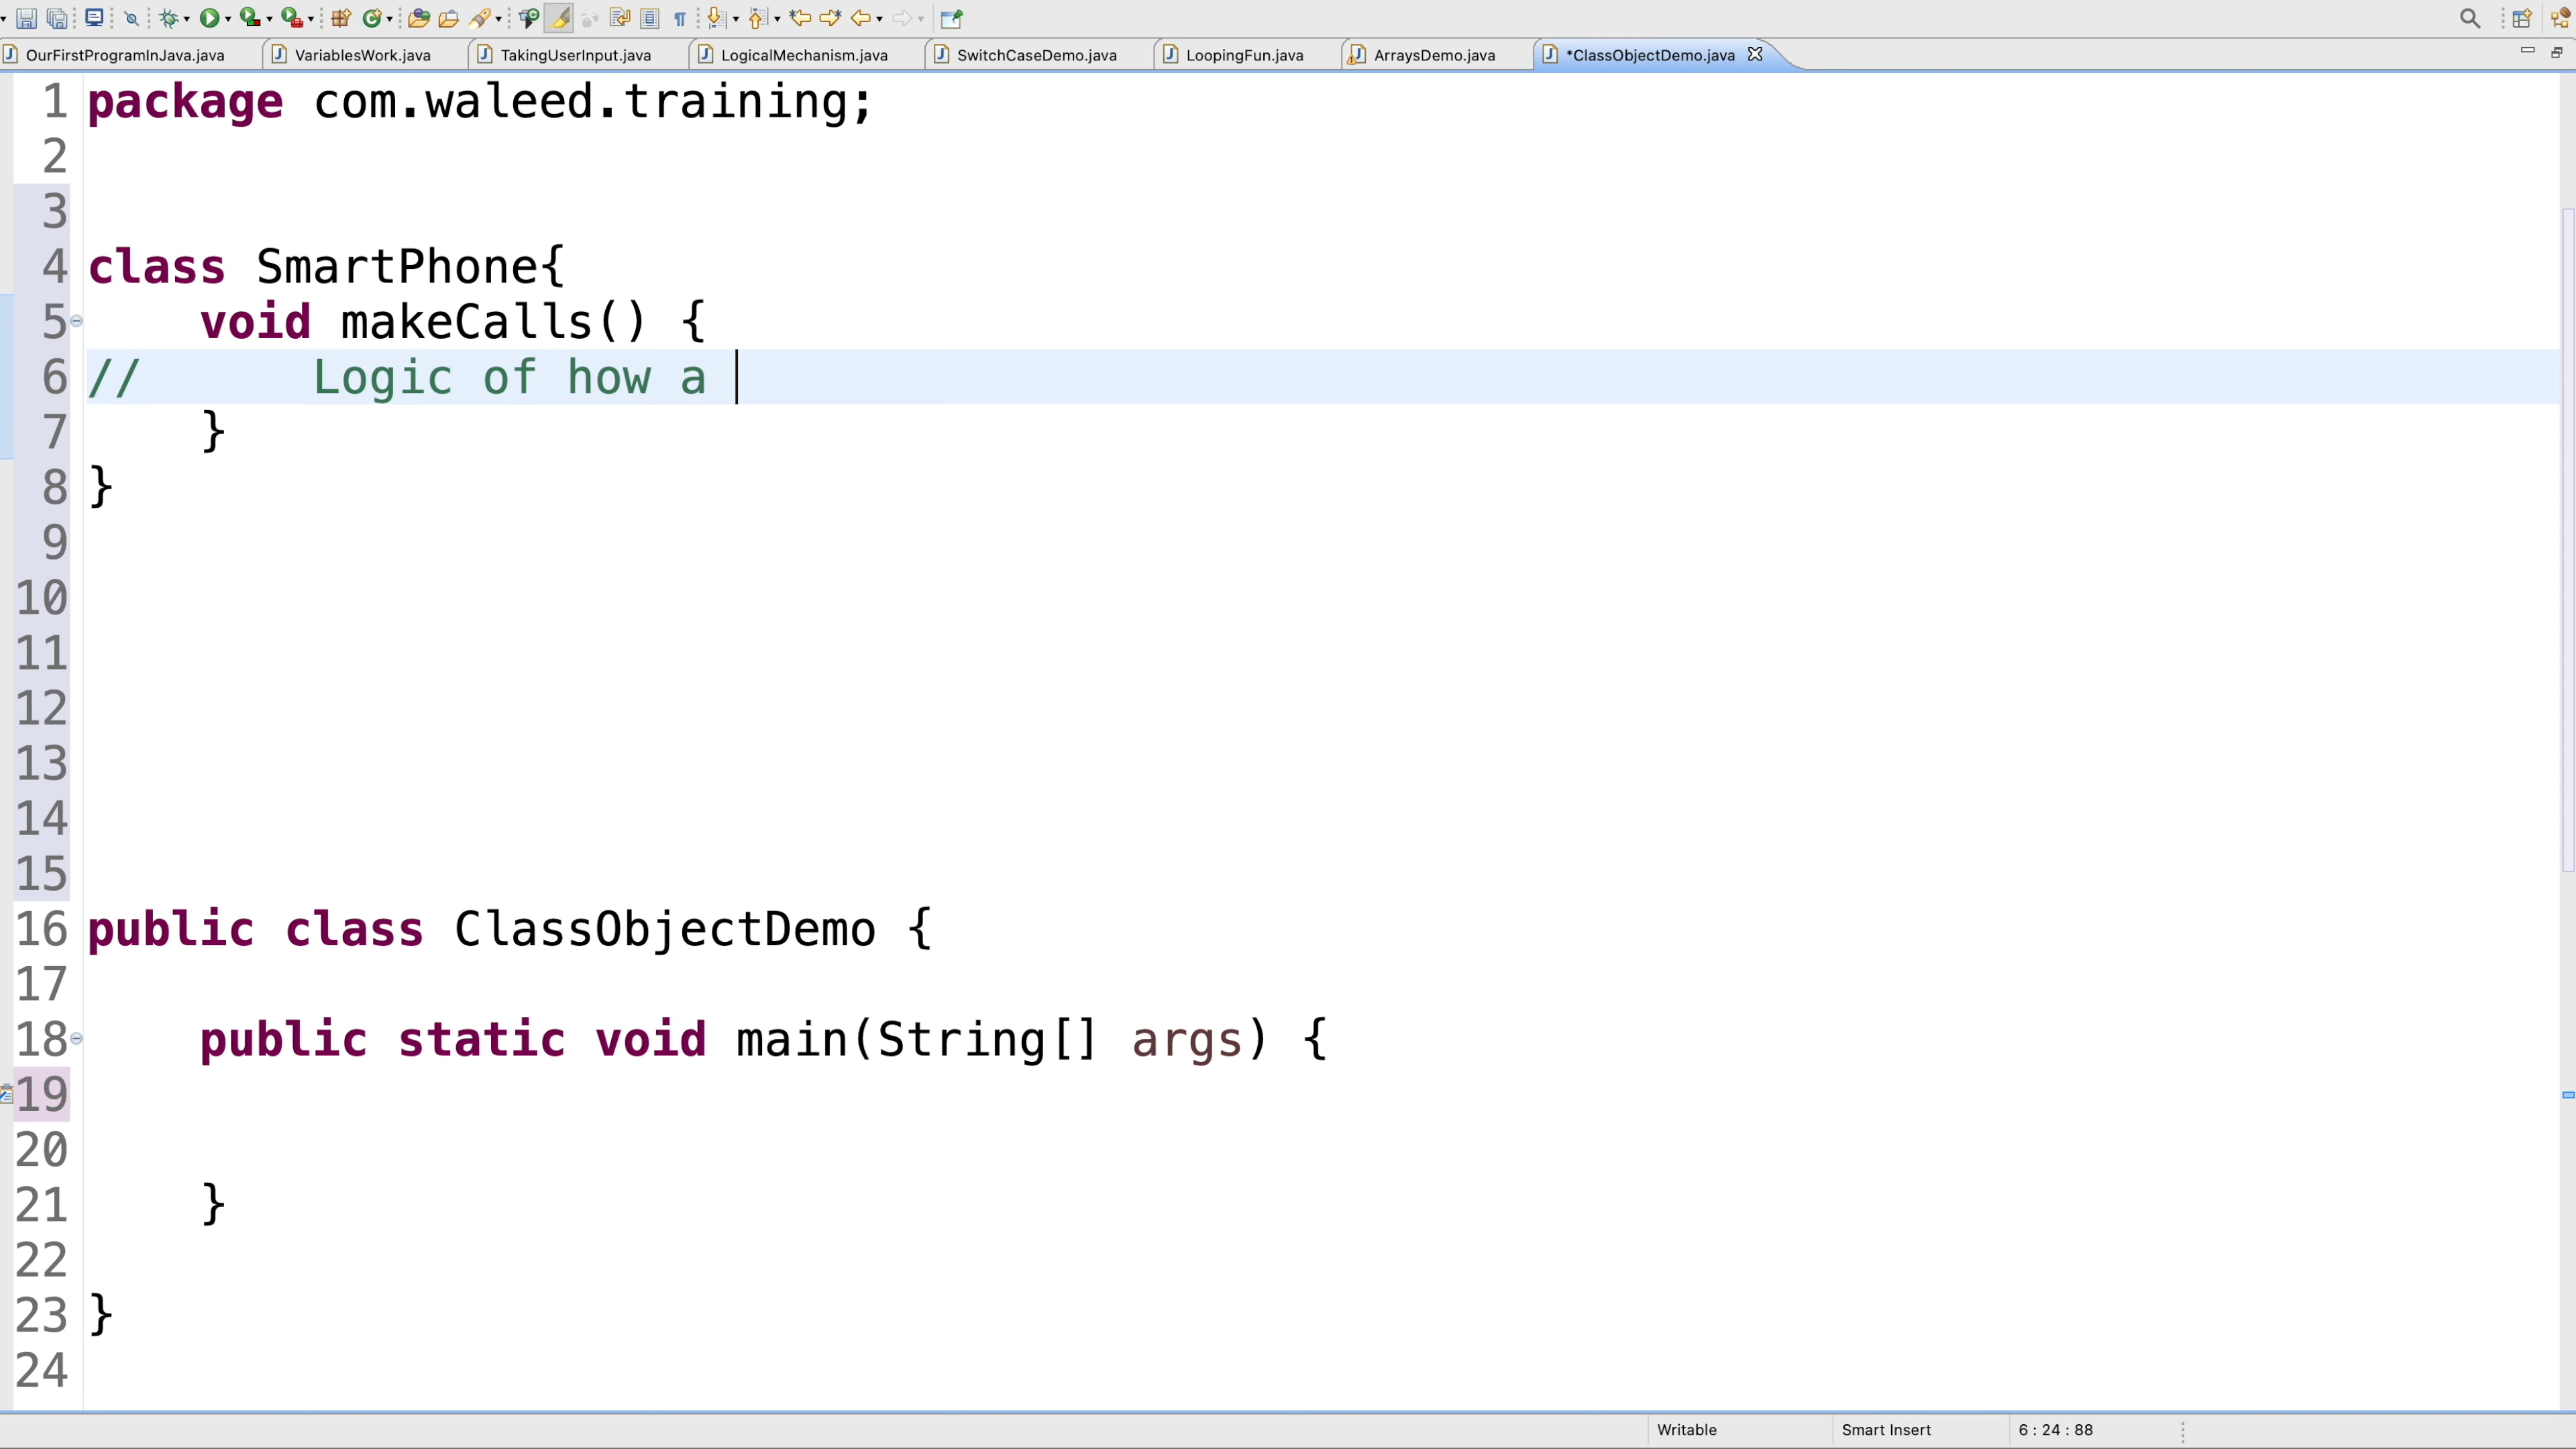 OurFirstProgramInJava.java VariablesWork.java TakingUserInput.java LogicalMechanism.java SwitchCaseDemo.java LoopingFun.java ArraysDemo.java *ClassObjectDemo.java
1 package com.waleed.training;
2
3
4 class SmartPhone{
5 void makeCalls() {
6 // Logic of how a
7 }
8 }
9
10
11
12
13
14
15
16 public class ClassObjectDemo {
17
18 public static void main(String[] args) {
19
20
21 }
22
23 }
24
Writable Smart Insert 6 : 24 : 88